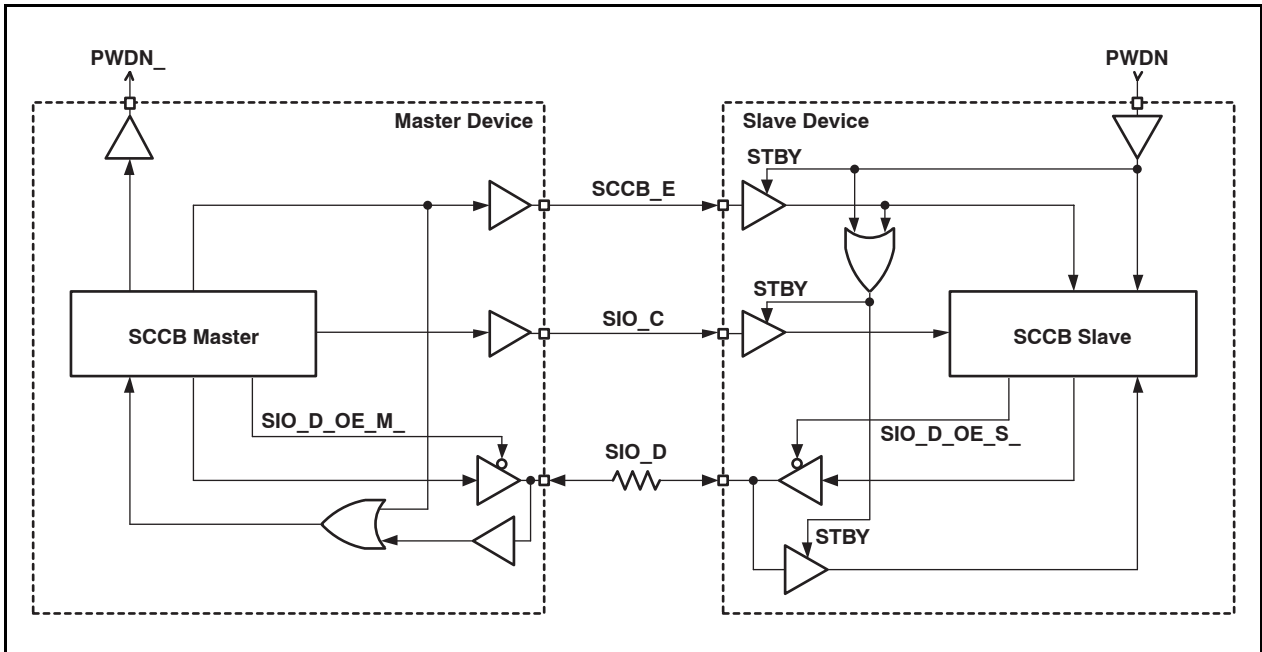 PWDN_
PWDN
Master Device
Slave Device
STBY
SCCB_E
STBY
SIO_C
SCCB Master
SCCB Slave
SIO_D_OE_M_
SIO_D_OE_S_
SIO_D
STBY